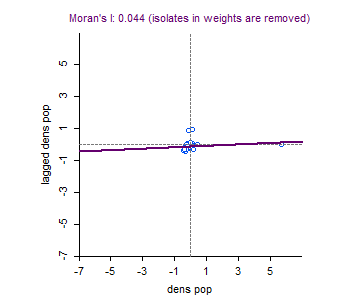 Moran's I: 0.044 (isolates in weights are removed)
lagged dens pop
5
3
1
-1
-3
-5
-7
-7 -5 -3 -1 1 3 5
dens pop